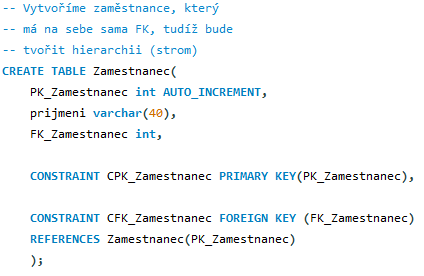 -- Vytvoříme zaměstnance, který
-- má na sebe sama FK, tudíž bude
-- tvořit hierarchii (strom)
CREATE TABLE Zamestnanec(
PK_Zamestnanec int AUTO_INCREMENT,
prijmeni varchar(40),
FK_Zamestnanec int,
CONSTRAINT CPK_Zamestnanec PRIMARY KEY(PK_Zamestnanec),
CONSTRAINT CFK_Zamestnanec FOREIGN KEY (FK_Zamestnanec)
REFERENCES Zamestnanec(PK_Zamestnanec)
);